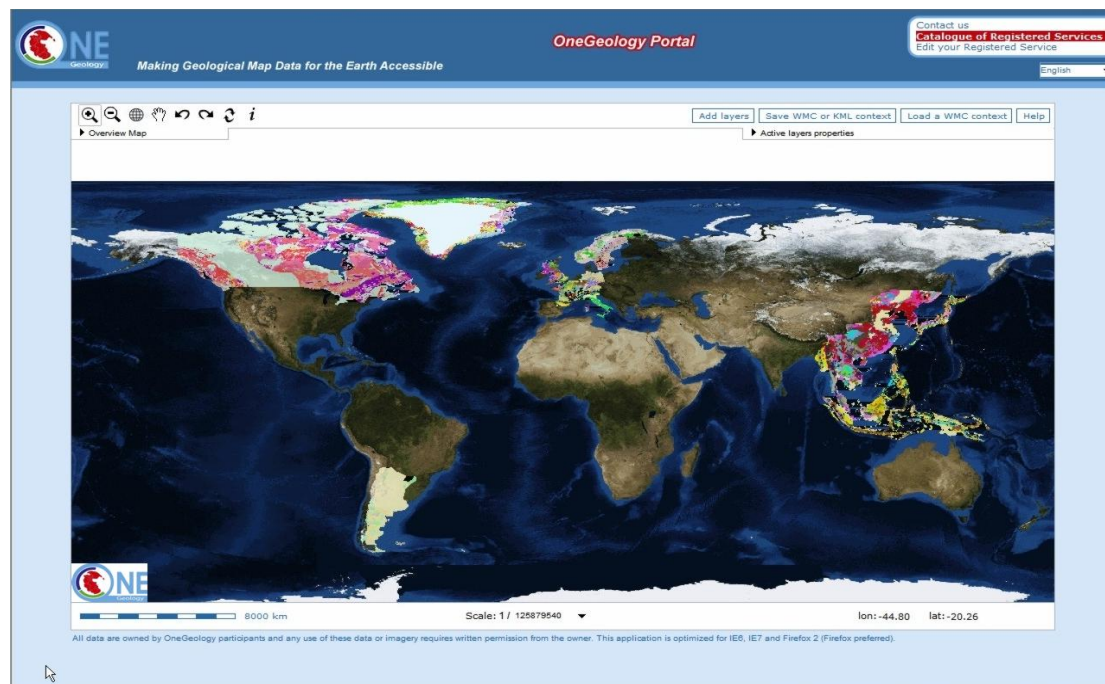 ONE
Geology
Making Geological Map Data for the Earth Accessible
OneGeology Portal
Contact us
Catalogue of Registered Services
Edit your Registered Service
English
Add layers
Save WMC or KML context
Load a WMC context
Help
Overview Map
Active layers properties
ONE
Geology
8000 km
Scale: 1 / 125879540
lon:-44.80 lat:-20.26
All data are owned by OneGeology participants and any use of these data or imagery requires written permission from the owner. This application is optimized for IE6, IE7 and Firefox 2 (Firefox preferred).